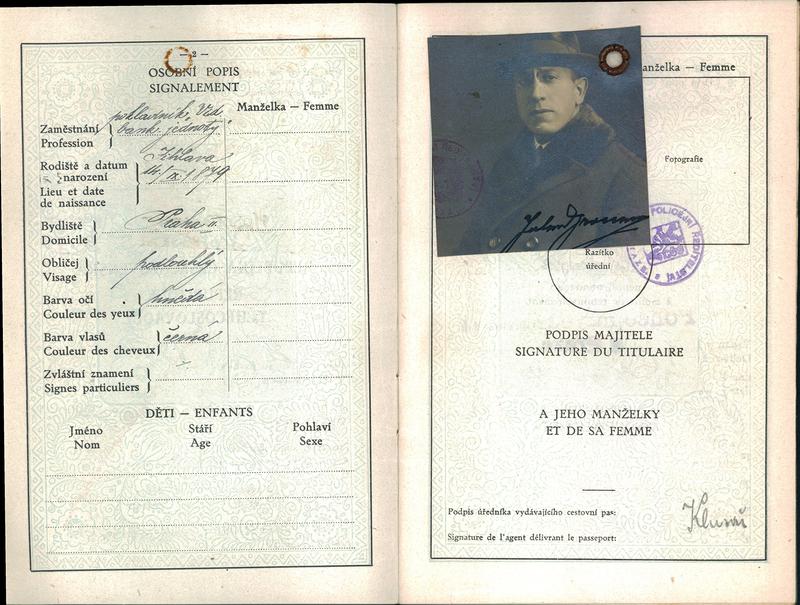 — 2 —
OSOBNÍ POPIS
SIGNALEMENT
Manželka — Femme
Zaměstnání
Profession
pokladník, Víd.
bank. jednoty
Rodiště a datum
narození
Lieu et date
de naissance
Jihlava
14/IX.1879
Bydliště
Domicile
Praha II.
Obličej
Visage
podlouhlý
Barva očí
Couleur des yeux
hnědá
Barva vlasů
Couleur des cheveux
černá
Zvláštní znamení
Signes particuliers
DĚTI — ENFANTS
Jméno
Nom
Stáří
Age
Pohlaví
Sexe
anželka — Femme
Fotografie
Razítko
úřední
PODPIS MAJITELE
SIGNATURE DU TITULAIRE
A JEHO MANŽELKY
ET DE SA FEMME
Podpis úředníka vydávajícího cestovní pas:
Signature de l'agent délivrant le passeport: